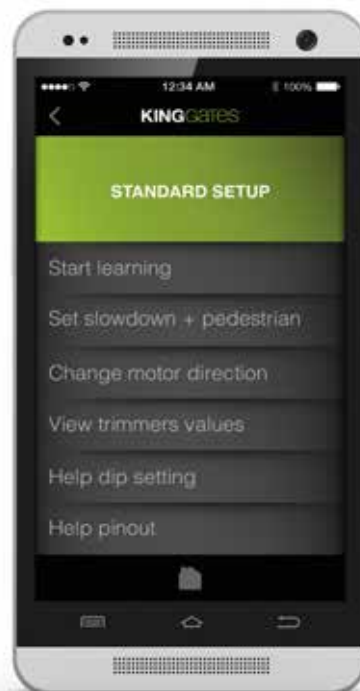 12:34 AM 100%
KINGGATES
STANDARD SETUP
Start learning
Set slowdown + pedestrian
Change motor direction
View trimmers values
Help dip setting
Help pinout